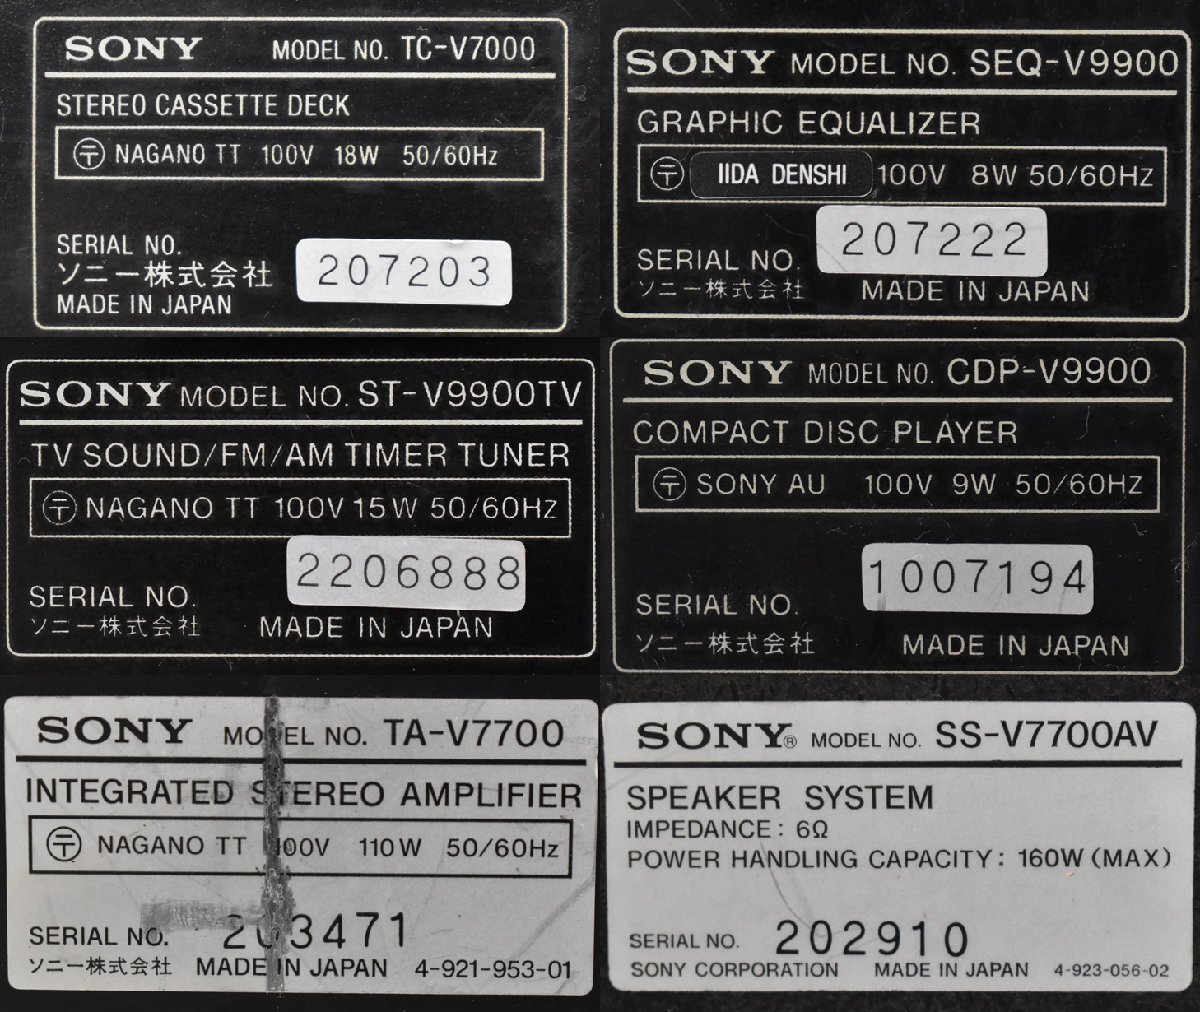 SONY MODEL NO. TC-V7000
STEREO CASSETTE DECK
〒 NAGANO TT 100V 18W 50/60Hz
SERIAL NO. 207203
ソニー株式会社
MADE IN JAPAN
SONY MODEL NO. SEQ-V9900
GRAPHIC EQUALIZER
〒 IIDA DENSHI 100V 8W 50/60Hz
SERIAL NO. 207222
ソニー株式会社 MADE IN JAPAN
SONY MODEL NO. ST-V9900TV
TV SOUND/FM/AM TIMER TUNER
〒 NAGANO TT 100V 15W 50/60Hz
SERIAL NO. 2206888
ソニー株式会社 MADE IN JAPAN
SONY MODEL NO. CDP-V9900
COMPACT DISC PLAYER
〒 SONY AU 100V 9W 50/60Hz
SERIAL NO. 1007194
ソニー株式会社 MADE IN JAPAN
SONY MODEL NO. TA-V7700
INTEGRATED STEREO AMPLIFIER
〒 NAGANO TT 100V 110W 50/60Hz
SERIAL NO. 203471
ソニー株式会社 MADE IN JAPAN 4-921-953-01
SONY® MODEL NO. SS-V7700AV
SPEAKER SYSTEM
IMPEDANCE: 6Ω
POWER HANDLING CAPACITY: 160W (MAX)
SERIAL NO. 202910
SONY CORPORATION MADE IN JAPAN 4-923-056-02